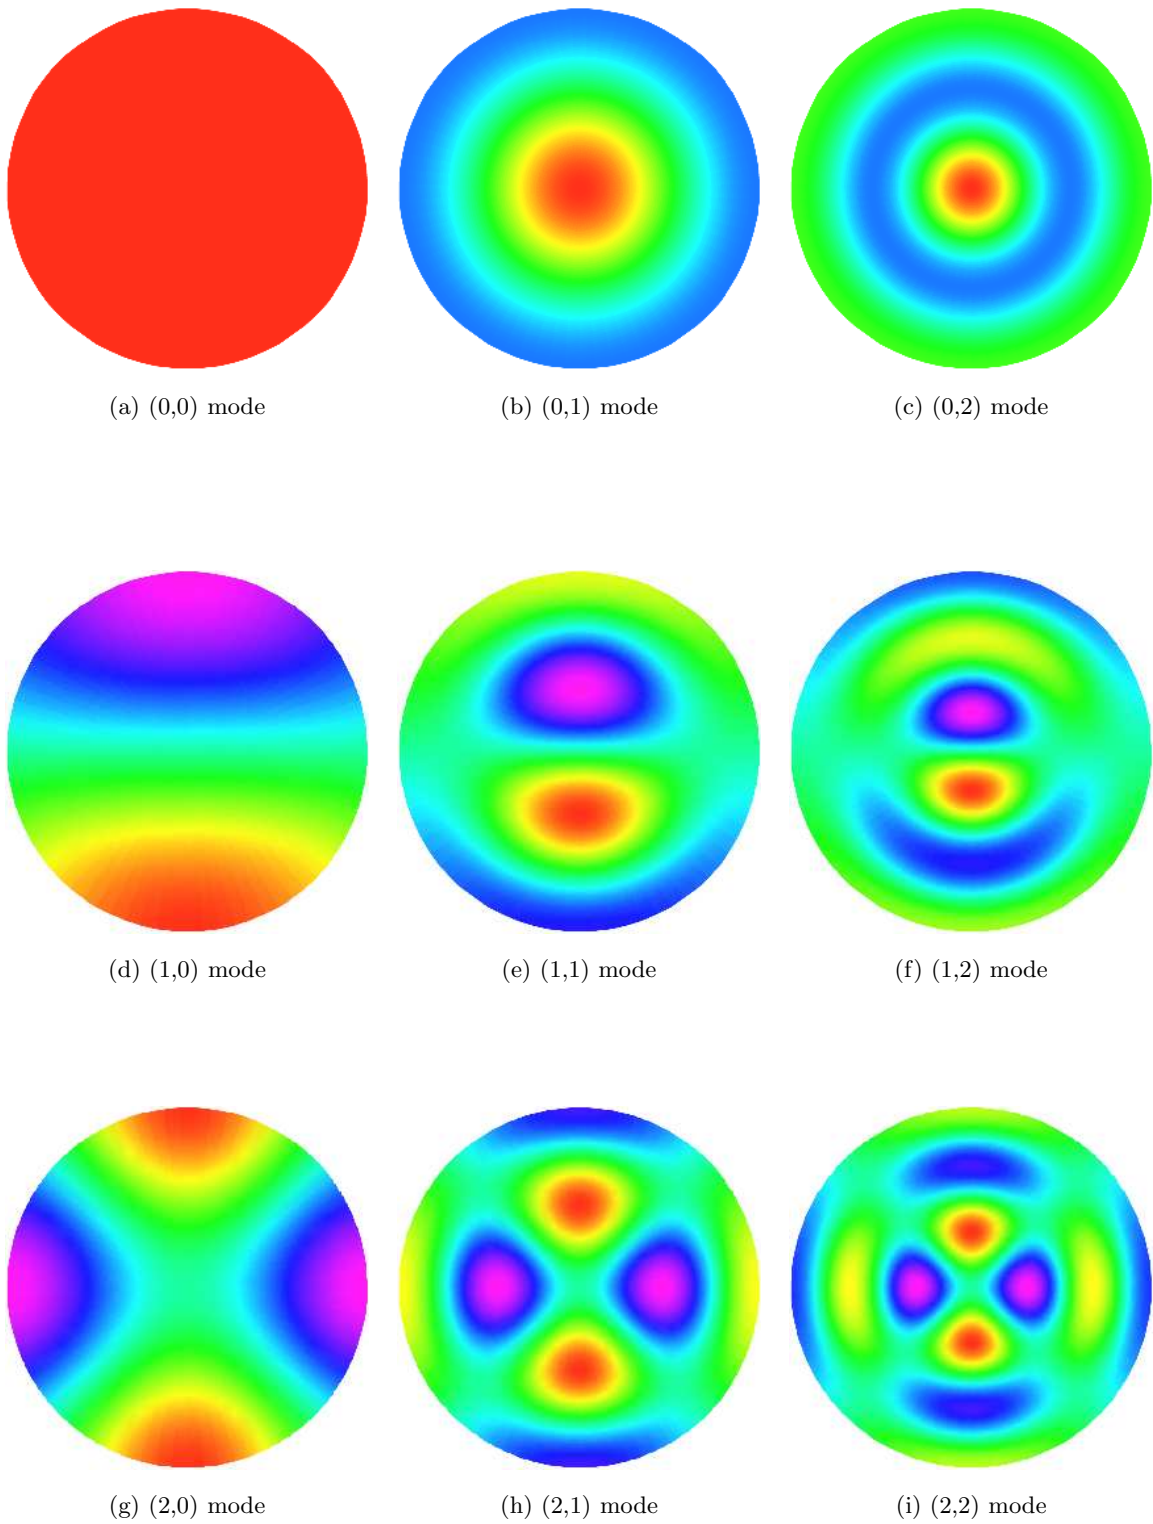 (a) (0,0) mode
(b) (0,1) mode
(c) (0,2) mode
(d) (1,0) mode
(e) (1,1) mode
(f) (1,2) mode
(g) (2,0) mode
(h) (2,1) mode
(i) (2,2) mode